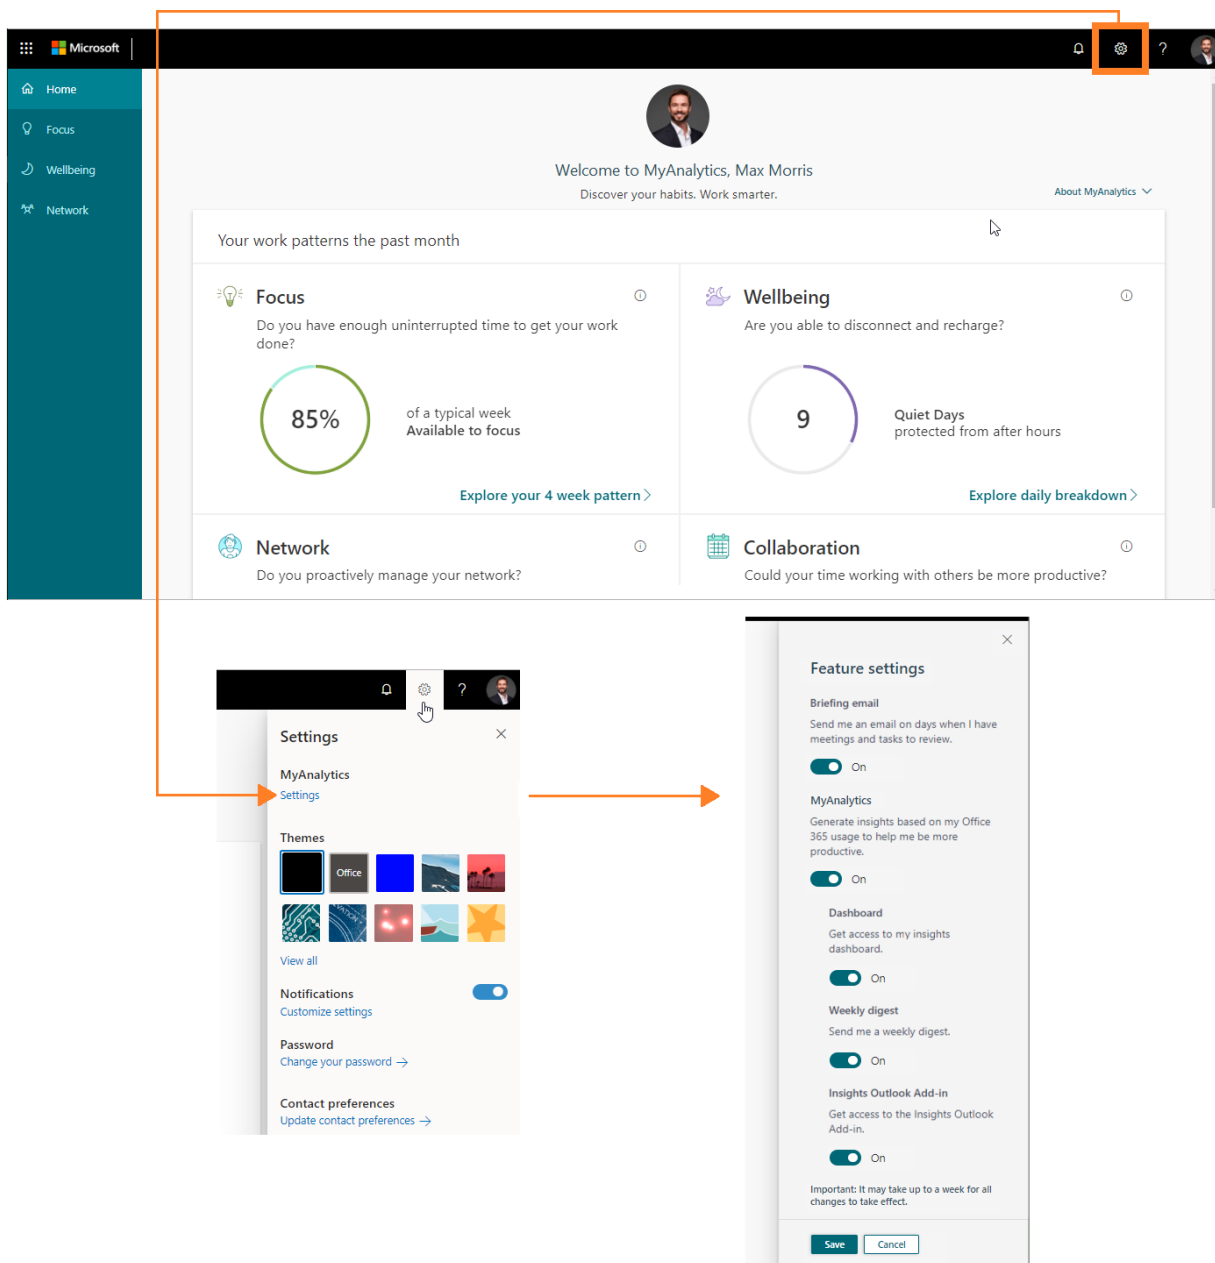 Microsoft
?
Home
Focus
Wellbeing
Network
Welcome to MyAnalytics, Max Morris
Discover your habits. Work smarter.
About MyAnalytics
Your work patterns the past month
Focus
Do you have enough uninterrupted time to get your work
done?
85%
of a typical week
Available to focus
Explore your 4 week pattern
Wellbeing
Are you able to disconnect and recharge?
9
Quiet Days
protected from after hours
Explore daily breakdown
Network
Do you proactively manage your network?
Collaboration
Could your time working with others be more productive?
?
Settings
MyAnalytics
Settings
Themes
Office
View all
Notifications
Customize settings
Password
Change your password →
Contact preferences
Update contact preferences →
Feature settings
Briefing email
Send me an email on days when I have
meetings and tasks to review.
On
MyAnalytics
Generate insights based on my Office
365 usage to help me be more
productive.
On
Dashboard
Get access to my insights
dashboard.
On
Weekly digest
Send me a weekly digest.
On
Insights Outlook Add-in
Get access to the Insights Outlook
Add-in.
On
Important: It may take up to a week for all
changes to take effect.
Save
Cancel